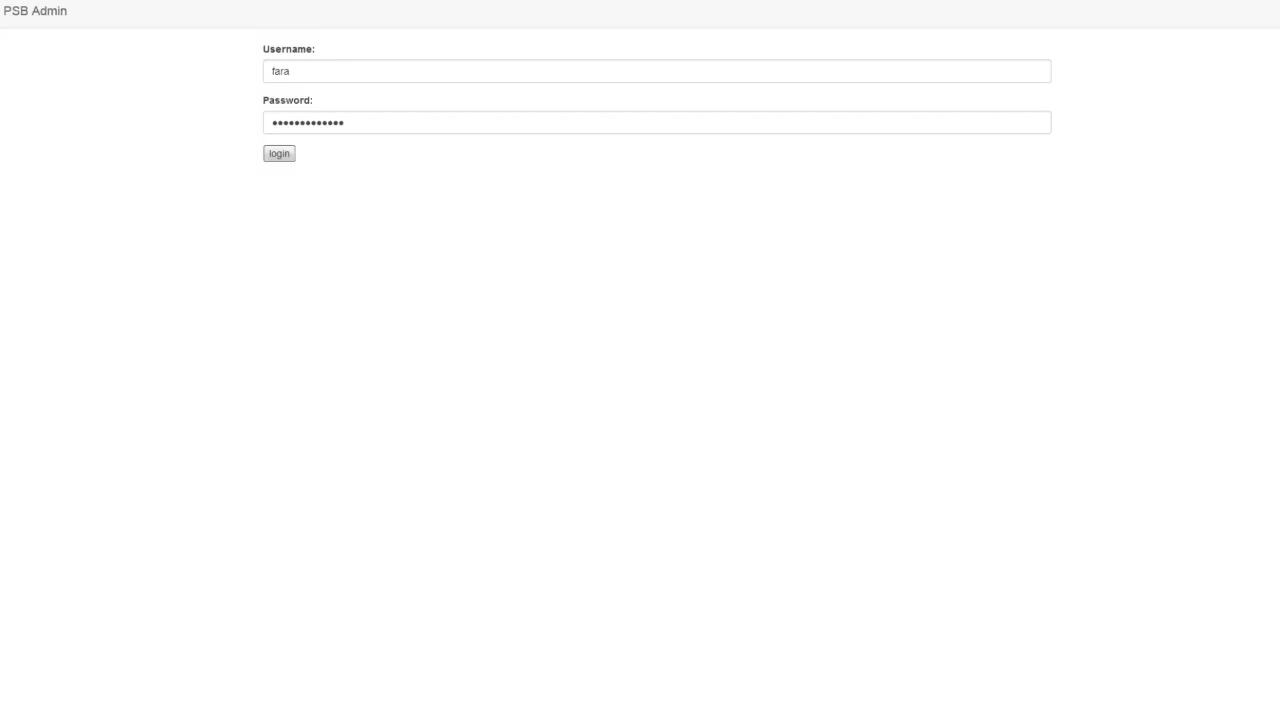 PSB Admin
Username:
fara
Password:
•••••••••••••
login